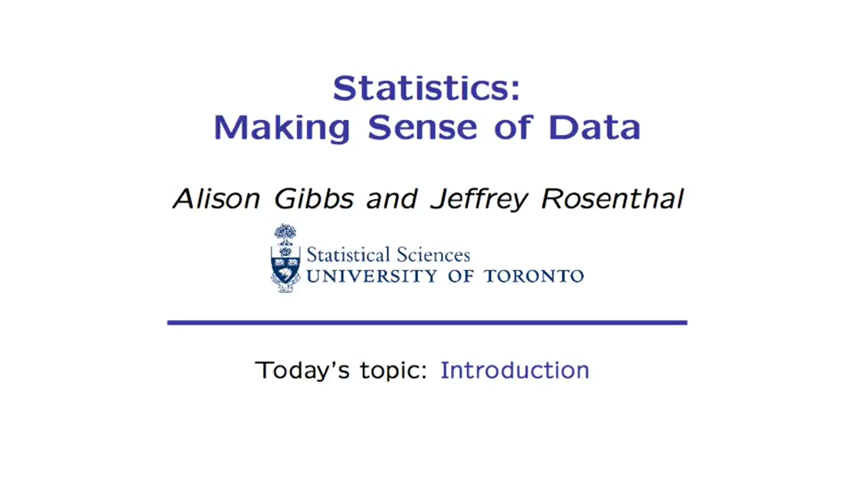 Statistics:
Making Sense of Data
Alison Gibbs and Jeffrey Rosenthal
Statistical Sciences
UNIVERSITY OF TORONTO
Today's topic: Introduction